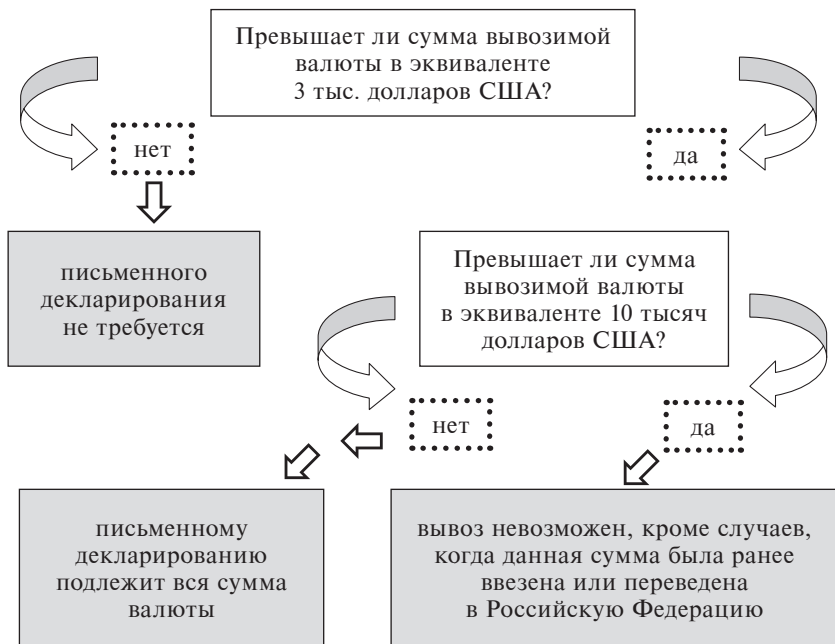 Превышает ли сумма вывозимой
валюты в эквиваленте
3 тыс. долларов США?
нет
да
письменного
декларирования
не требуется
Превышает ли сумма
вывозимой валюты
в эквиваленте 10 тысяч
долларов США?
нет
да
письменному
декларированию
подлежит вся сумма
валюты
вывоз невозможен, кроме случаев,
когда данная сумма была ранее
ввезена или переведена
в Российскую Федерацию